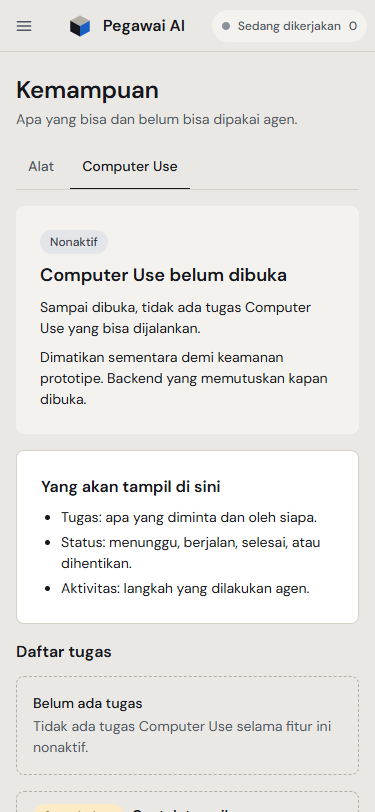 Pegawai AI
Sedang dikerjakan 0
Kemampuan
Apa yang bisa dan belum bisa dipakai agen.
Alat
Computer Use
Nonaktif
Computer Use belum dibuka
Sampai dibuka, tidak ada tugas Computer
Use yang bisa dijalankan.
Dimatikan sementara demi keamanan
prototipe. Backend yang memutuskan kapan
dibuka.
Yang akan tampil di sini
• Tugas: apa yang diminta dan oleh siapa.
• Status: menunggu, berjalan, selesai, atau
dihentikan.
• Aktivitas: langkah yang dilakukan agen.
Daftar tugas
Belum ada tugas
Tidak ada tugas Computer Use selama fitur ini
nonaktif.